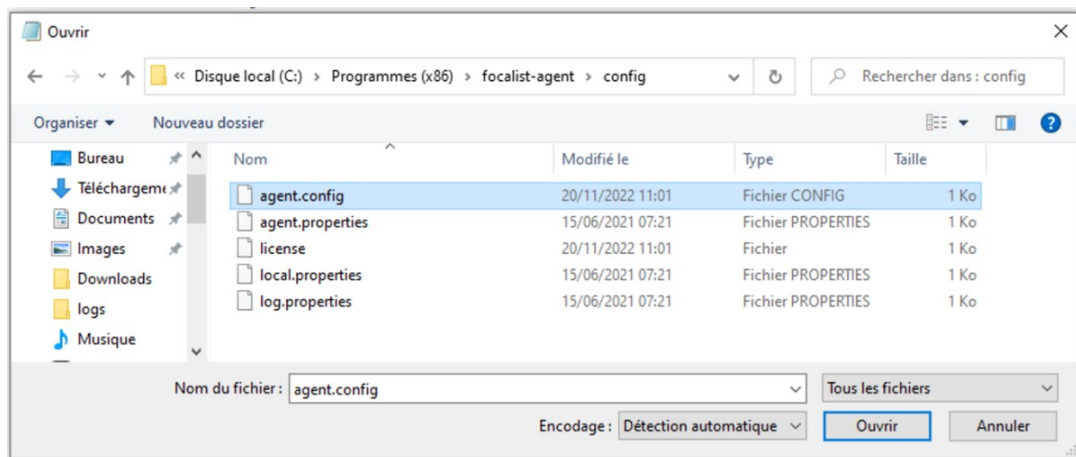 Ouvrir
« Disque local (C:) › Programmes (x86) › focalist-agent › config
Rechercher dans : config
Organiser Nouveau dossier
Bureau
Téléchargeme
Documents
Images
Downloads
logs
Musique
Nom Modifié le Type Taille
agent.config 20/11/2022 11:01 Fichier CONFIG 1 Ko
agent.properties 15/06/2021 07:21 Fichier PROPERTIES 1 Ko
license 20/11/2022 11:01 Fichier 1 Ko
local.properties 15/06/2021 07:21 Fichier PROPERTIES 1 Ko
log.properties 15/06/2021 07:21 Fichier PROPERTIES 1 Ko
Nom du fichier : agent.config Tous les fichiers
Encodage : Détection automatique Ouvrir Annuler